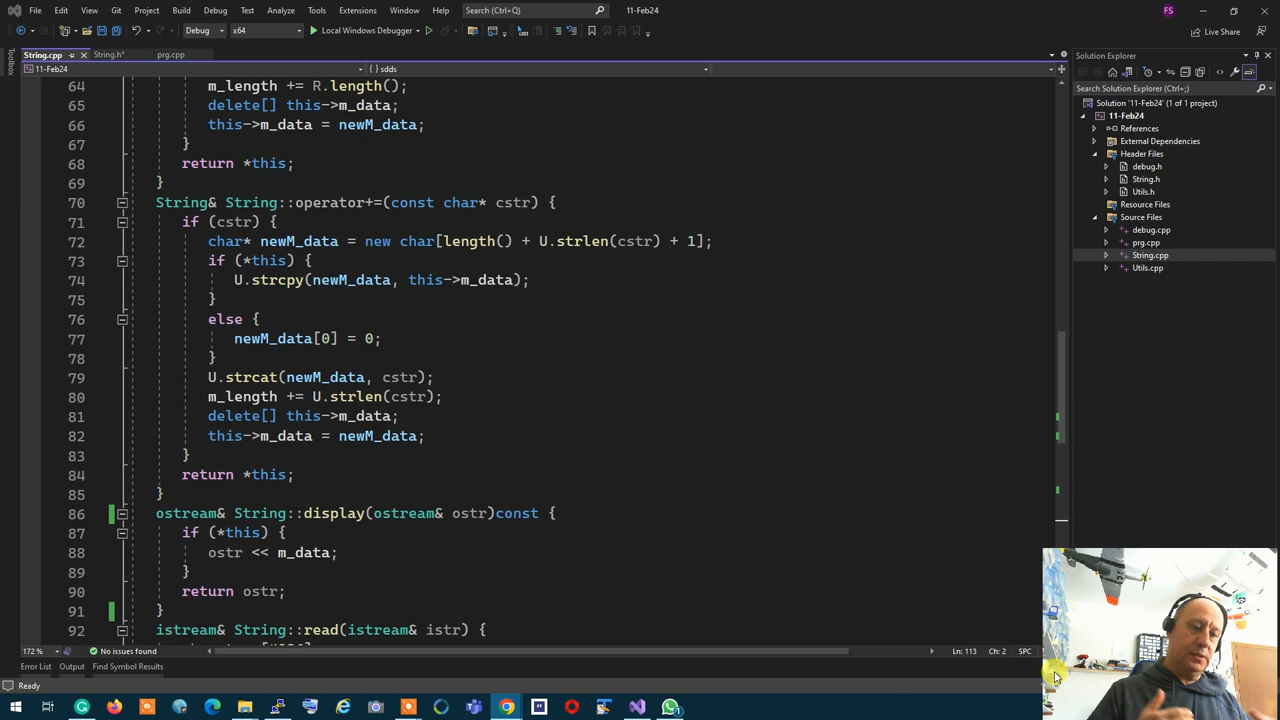 File Edit View Git Project Build Debug Test Analyze Tools Extensions Window Help Search (Ctrl+Q) 11-Feb24 FS
Debug x64 Local Windows Debugger Live Share
String.cpp String.h* prg.cpp
11-Feb24 {} sdds
64 m_length += R.length();
65 delete[] this->m_data;
66 this->m_data = newM_data;
67 }
68 return *this;
69 }
70 String& String::operator+=(const char* cstr) {
71 if (cstr) {
72 char* newM_data = new char[length() + U.strlen(cstr) + 1];
73 if (*this) {
74 U.strcpy(newM_data, this->m_data);
75 }
76 else {
77 newM_data[0] = 0;
78 }
79 U.strcat(newM_data, cstr);
80 m_length += U.strlen(cstr);
81 delete[] this->m_data;
82 this->m_data = newM_data;
83 }
84 return *this;
85 }
86 ostream& String::display(ostream& ostr)const {
87 if (*this) {
88 ostr << m_data;
89 }
90 return ostr;
91 }
92 istream& String::read(istream& istr) {
172 % No issues found Ln: 113 Ch: 2 SPC
Error List Output Find Symbol Results
Ready
Toolbox
Solution Explorer
Search Solution Explorer (Ctrl+;)
Solution '11-Feb24' (1 of 1 project)
11-Feb24
References
External Dependencies
Header Files
debug.h
String.h
Utils.h
Resource Files
Source Files
debug.cpp
prg.cpp
String.cpp
Utils.cpp